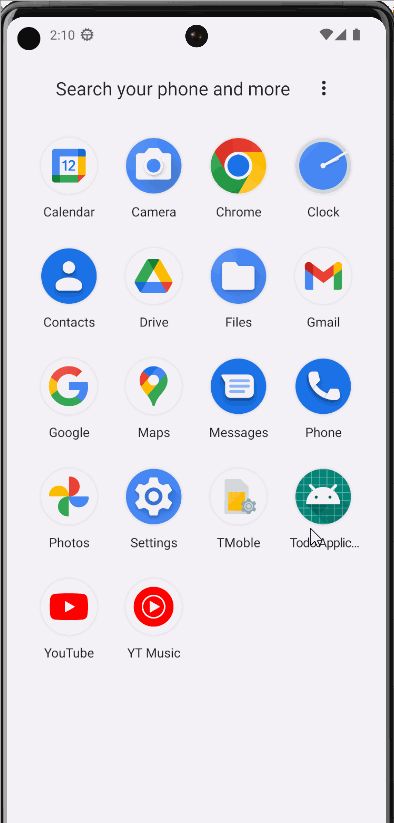 2:10
Search your phone and more
12
Calendar Camera Chrome Clock
Contacts Drive Files Gmail
Google Maps Messages Phone
Photos Settings TMoble TodoApplic...
YouTube YT Music